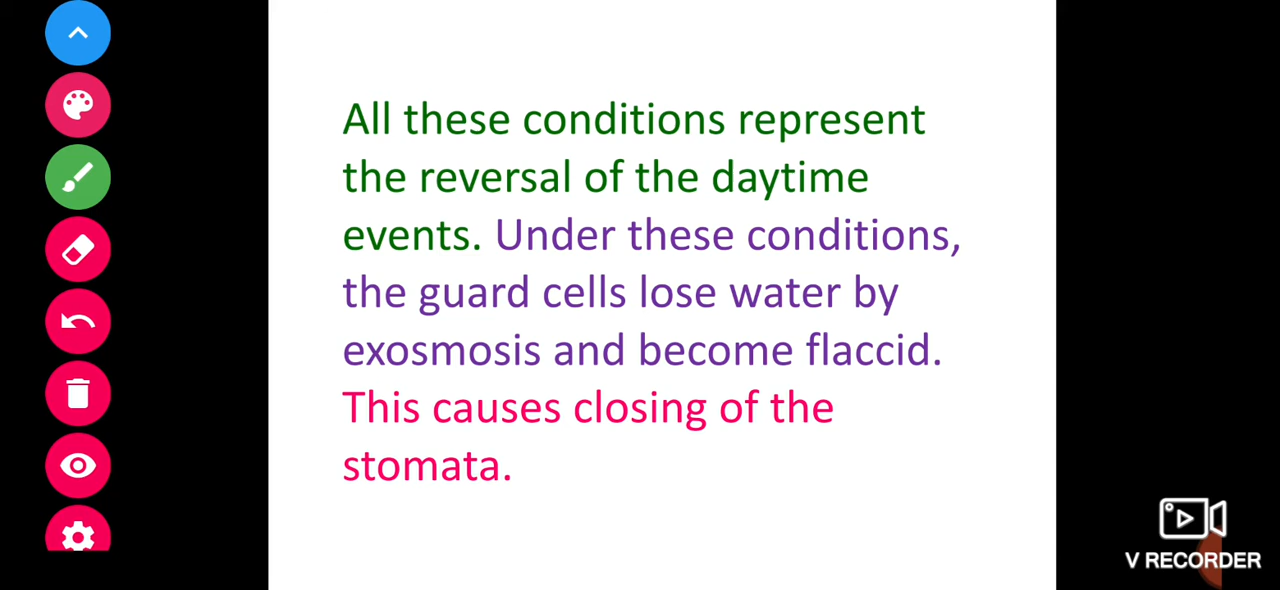 All these conditions represent
the reversal of the daytime
events. Under these conditions,
the guard cells lose water by
exosmosis and become flaccid.
This causes closing of the
stomata.
V RECORDER